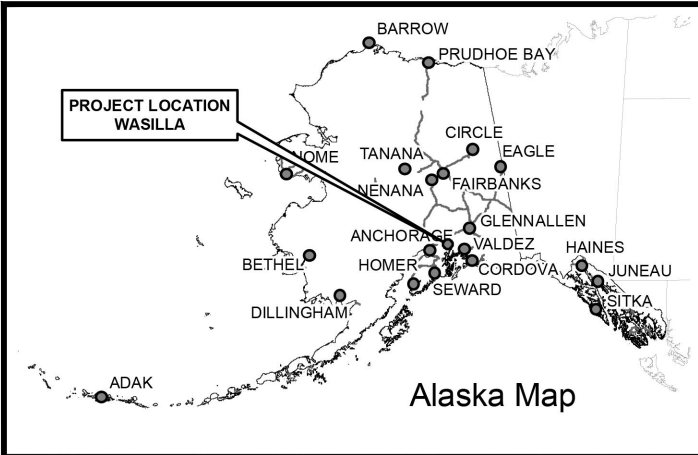 BARROW
PRUDHOE BAY
PROJECT LOCATION
WASILLA
CIRCLE
TANANA
EAGLE
NOME
NENANA
FAIRBANKS
GLENNALLEN
ANCHORAGE
VALDEZ
HAINES
BETHEL
HOMER
CORDOVA
JUNEAU
SEWARD
SITKA
DILLINGHAM
ADAK
Alaska Map